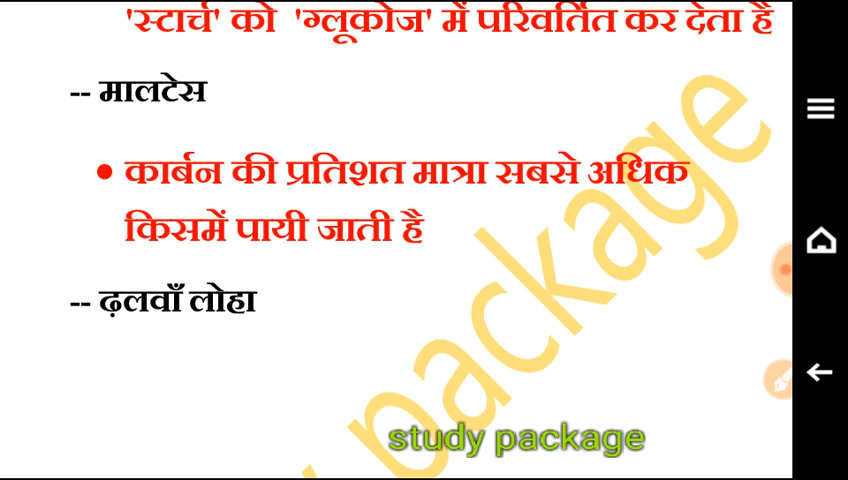 'स्टार्च' को 'ग्लूकोज' में परिवर्तित कर देता है
-- मालटेस
• कार्बन की प्रतिशत मात्रा सबसे अधिक
किसमें पायी जाती है
-- ढ़लवाँ लोहा
package
study package